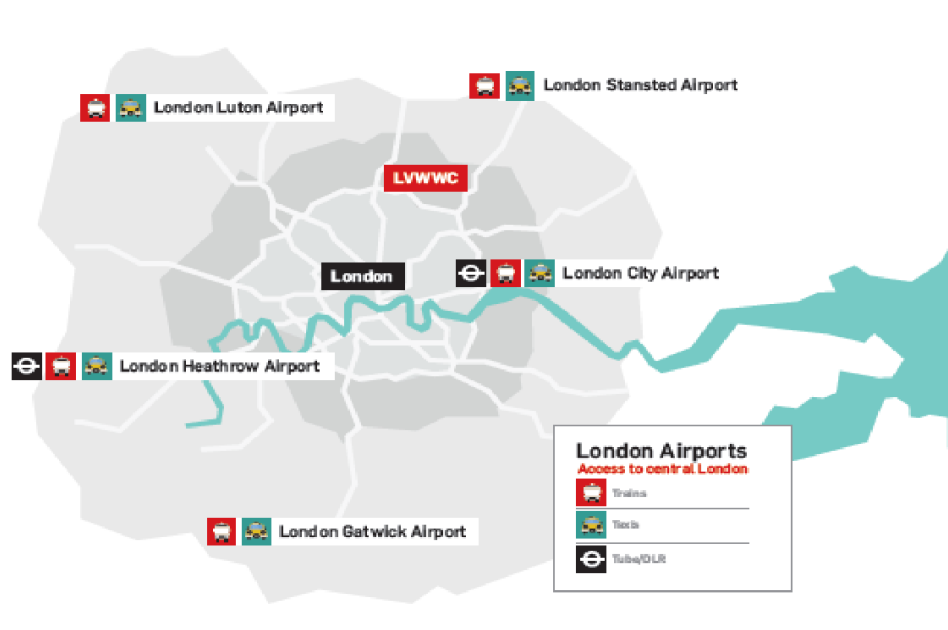 London Stansted Airport
London Luton Airport
LVWWC
London City Airport
London
London Heathrow Airport
London Airports
Access to central London
Trains
Taxis
Tube/DLR
London Gatwick Airport